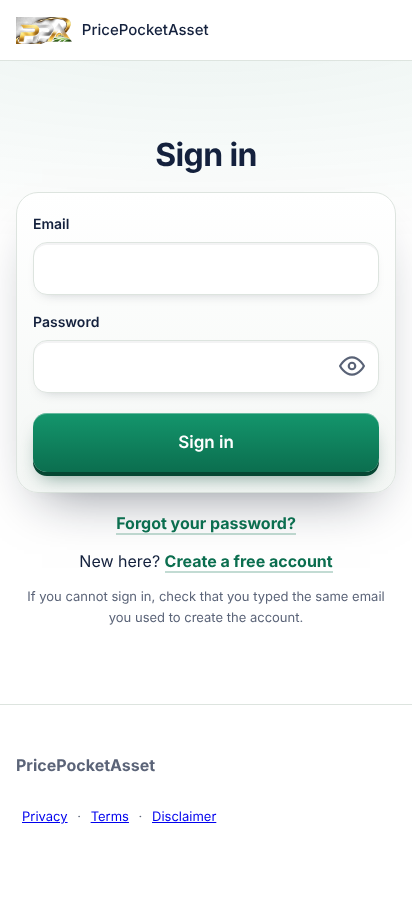 PPA
PricePocketAsset
Sign in
Email
Password
Sign in
Forgot your password?
New here? Create a free account
If you cannot sign in, check that you typed the same email
you used to create the account.
PricePocketAsset
Privacy · Terms · Disclaimer